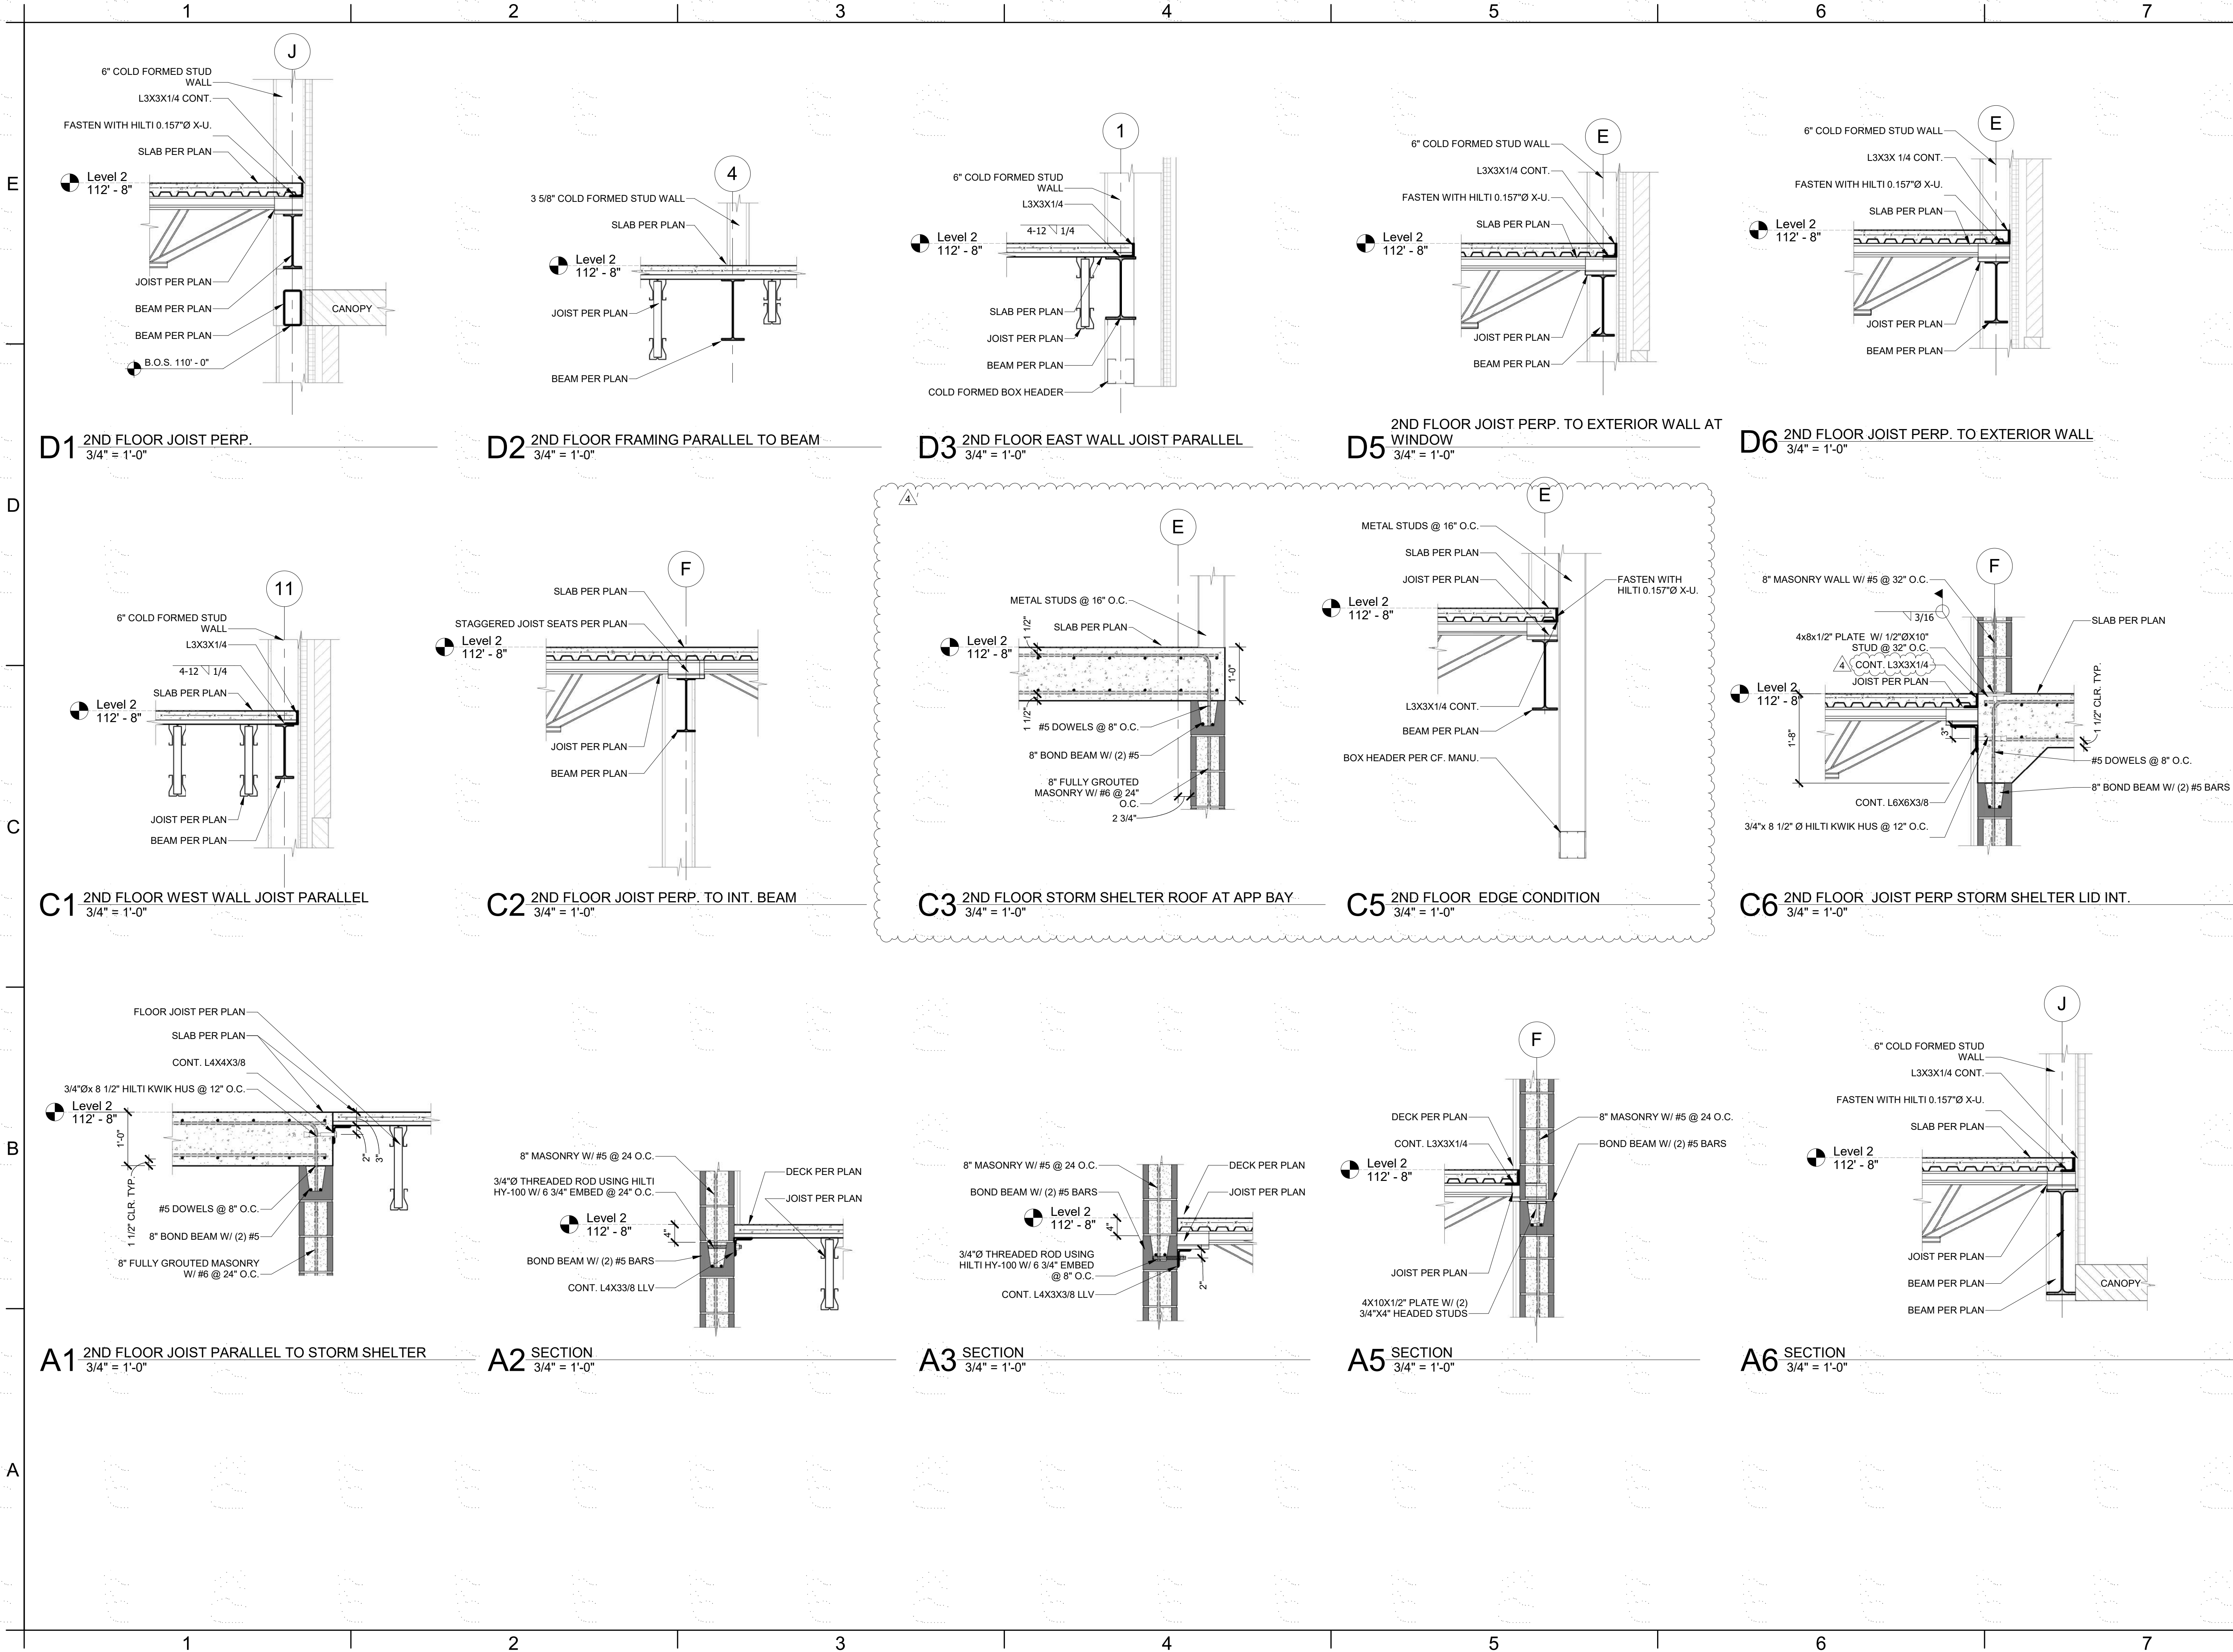 1 2 3 4 5 6 7
E
D
C
B
A
J
6" COLD FORMED STUD
WALL
L3X3X1/4 CONT.
FASTEN WITH HILTI 0.157"Ø X-U.
SLAB PER PLAN
Level 2
112' - 8"
JOIST PER PLAN
BEAM PER PLAN
CANOPY
BEAM PER PLAN
B.O.S. 110' - 0"
D1 2ND FLOOR JOIST PERP.
3/4" = 1'-0"
4
3 5/8" COLD FORMED STUD WALL
SLAB PER PLAN
Level 2
112' - 8"
JOIST PER PLAN
BEAM PER PLAN
D2 2ND FLOOR FRAMING PARALLEL TO BEAM
3/4" = 1'-0"
1
6" COLD FORMED STUD
WALL
L3X3X1/4
4-12 1/4
Level 2
112' - 8"
SLAB PER PLAN
JOIST PER PLAN
BEAM PER PLAN
COLD FORMED BOX HEADER
D3 2ND FLOOR EAST WALL JOIST PARALLEL
3/4" = 1'-0"
E
6" COLD FORMED STUD WALL
L3X3X1/4 CONT.
FASTEN WITH HILTI 0.157"Ø X-U.
SLAB PER PLAN
Level 2
112' - 8"
JOIST PER PLAN
BEAM PER PLAN
D5 2ND FLOOR JOIST PERP. TO EXTERIOR WALL AT
WINDOW
3/4" = 1'-0"
E
6" COLD FORMED STUD WALL
L3X3X 1/4 CONT.
FASTEN WITH HILTI 0.157"Ø X-U.
SLAB PER PLAN
Level 2
112' - 8"
JOIST PER PLAN
BEAM PER PLAN
D6 2ND FLOOR JOIST PERP. TO EXTERIOR WALL
3/4" = 1'-0"
11
6" COLD FORMED STUD
WALL
L3X3X1/4
4-12 1/4
SLAB PER PLAN
Level 2
112' - 8"
JOIST PER PLAN
BEAM PER PLAN
C1 2ND FLOOR WEST WALL JOIST PARALLEL
3/4" = 1'-0"
F
SLAB PER PLAN
STAGGERED JOIST SEATS PER PLAN
Level 2
112' - 8"
JOIST PER PLAN
BEAM PER PLAN
C2 2ND FLOOR JOIST PERP. TO INT. BEAM
3/4" = 1'-0"
4
E
METAL STUDS @ 16" O.C.
SLAB PER PLAN
1 1/2"
Level 2
112' - 8"
1'-0"
1 1/2"
#5 DOWELS @ 8" O.C.
8" BOND BEAM W/ (2) #5
8" FULLY GROUTED
MASONRY W/ #6 @ 24"
O.C.
2 3/4"
C3 2ND FLOOR STORM SHELTER ROOF AT APP BAY
3/4" = 1'-0"
E
METAL STUDS @ 16" O.C.
SLAB PER PLAN
JOIST PER PLAN
FASTEN WITH
HILTI 0.157"Ø X-U.
Level 2
112' - 8"
L3X3X1/4 CONT.
BEAM PER PLAN
BOX HEADER PER CF. MANU.
C5 2ND FLOOR EDGE CONDITION
3/4" = 1'-0"
F
8" MASONRY WALL W/ #5 @ 32" O.C.
3/16
SLAB PER PLAN
4x8x1/2" PLATE W/ 1/2"Øx10"
STUD @ 32" O.C.
4 CONT. L3X3X1/4
JOIST PER PLAN
Level 2
112' - 8"
1 1/2" CLR. TYP.
1'-8"
3"
#5 DOWELS @ 8" O.C.
8" BOND BEAM W/ (2) #5 BARS
CONT. L6X6X3/8
3/4"x 8 1/2" Ø HILTI KWIK HUS @ 12" O.C.
C6 2ND FLOOR JOIST PERP STORM SHELTER LID INT.
3/4" = 1'-0"
FLOOR JOIST PER PLAN
SLAB PER PLAN
CONT. L4X4X3/8
3/4"Øx 8 1/2" HILTI KWIK HUS @ 12" O.C.
Level 2
112' - 8"
1'-0"
2"
3"
1 1/2" CLR. TYP.
#5 DOWELS @ 8" O.C.
8" BOND BEAM W/ (2) #5
8" FULLY GROUTED MASONRY
W/ #6 @ 24" O.C.
A1 2ND FLOOR JOIST PARALLEL TO STORM SHELTER
3/4" = 1'-0"
8" MASONRY W/ #5 @ 24 O.C.
3/4"Ø THREADED ROD USING HILTI
HY-100 W/ 6 3/4" EMBED @ 24" O.C.
DECK PER PLAN
JOIST PER PLAN
Level 2
112' - 8"
4"
BOND BEAM W/ (2) #5 BARS
CONT. L4X33/8 LLV
A2 SECTION
3/4" = 1'-0"
8" MASONRY W/ #5 @ 24 O.C.
DECK PER PLAN
BOND BEAM W/ (2) #5 BARS
JOIST PER PLAN
Level 2
112' - 8"
4"
3/4"Ø THREADED ROD USING
HILTI HY-100 W/ 6 3/4" EMBED
@ 8" O.C.
2"
CONT. L4X3X3/8 LLV
A3 SECTION
3/4" = 1'-0"
F
DECK PER PLAN
8" MASONRY W/ #5 @ 24 O.C.
CONT. L3X3X1/4
BOND BEAM W/ (2) #5 BARS
Level 2
112' - 8"
JOIST PER PLAN
4X10X1/2" PLATE W/ (2)
3/4"X4" HEADED STUDS
A5 SECTION
3/4" = 1'-0"
J
6" COLD FORMED STUD
WALL
L3X3X1/4 CONT.
FASTEN WITH HILTI 0.157"Ø X-U.
SLAB PER PLAN
Level 2
112' - 8"
JOIST PER PLAN
BEAM PER PLAN
CANOPY
BEAM PER PLAN
A6 SECTION
3/4" = 1'-0"
1 2 3 4 5 6 7